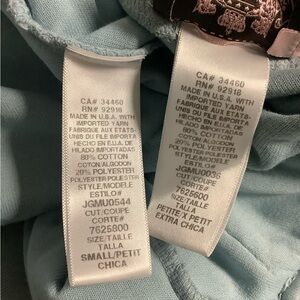 CA# 34460
RN# 92918
MADE IN U.S.A. WITH
IMPORTED YARN
FABRIQUE AUX ETATS-
UNIS DU FILE IMPORTE
HECHO EN E.U.A. DE
HILADO IMPORTADAS
80% COTTON
COTON/ALGODON
20% POLYESTER
POLYESTER POLIESTER
STYLE/MODELE
ESTILO#
JGMU0544
CUT/COUPE
CORTE#
7625800
SIZE/TAILLE
TALLA
SMALL/PETIT
CHICA
CA# 34460
RN# 92918
MADE IN U.S.A. WITH
IMPORTED YARN
FABRIQUE AUX ETATS-
UNIS DU FILE IMPORTE
HECHO EN E.U.A. DE
HILADO IMPORTADAS
80% COTTON
COTON/ALGODON
20% POLYESTER
POLYESTER POLIESTER
STYLE/MODELE
ESTILO#
JGMU0036
CUT/COUPE
CORTE#
7625800
SIZE/TAILLE
TALLA
PETITE X PETIT
EXTRA CHICA